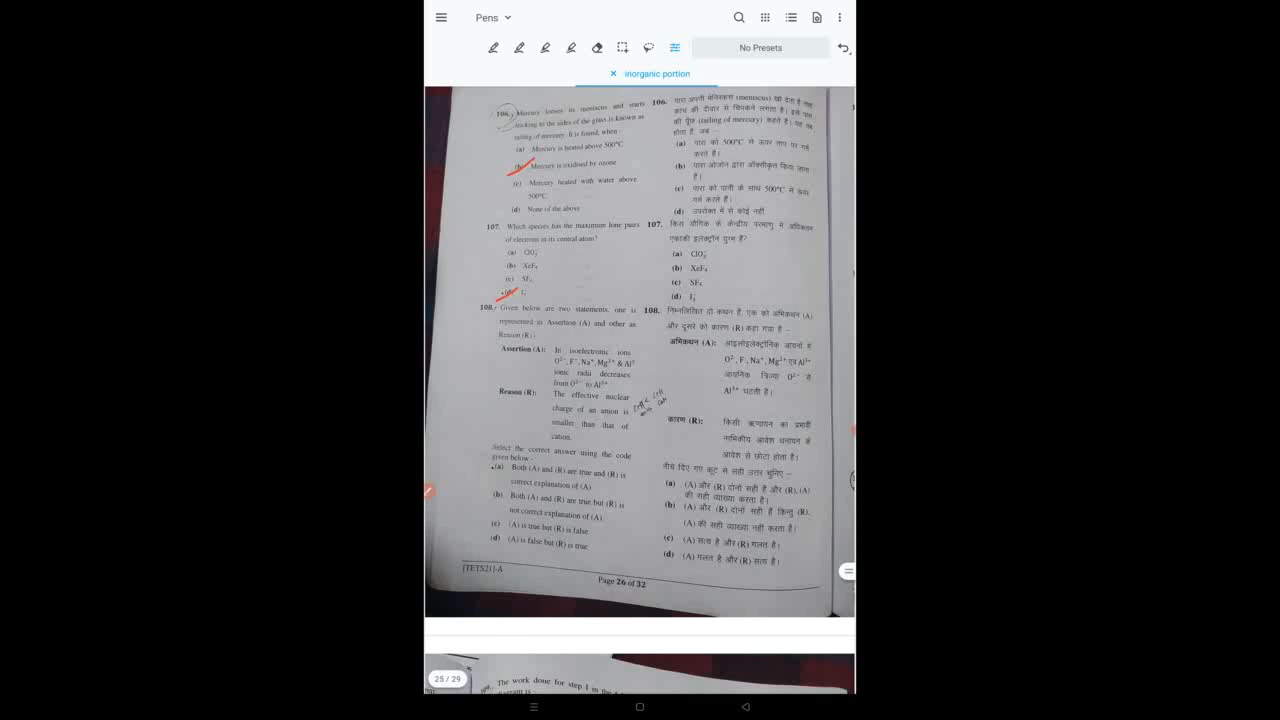 Pens
No Presets
inorganic portion
106. Mercury looses its meniscus and starts
sticking to the sides of the glass is known as
tailing of mercury. It is found, when -
(a) Mercury is heated above 500°C
(b) Mercury is oxidised by ozone
(c) Mercury heated with water above
500°C.
(d) None of the above
107. Which species has the maximum lone pairs
of electrons in its central atom?
(a) ClO₃⁻
(b) XeF₄
(c) SF₄
(d) I₃⁻
108. Given below are two statements, one is
represented as Assertion (A) and other as
Reason (R) -
Assertion (A): In isoelectronic ions
O²⁻, F⁻, Na⁺, Mg²⁺ & Al³⁺
ionic radii decreases
from O²⁻ to Al³⁺
Reason (R): The effective nuclear
charge of an anion is
smaller than that of
cation.
Select the correct answer using the code
given below -
(a) Both (A) and (R) are true and (R) is
correct explanation of (A)
(b) Both (A) and (R) are true but (R) is
not correct explanation of (A).
(c) (A) is true but (R) is false
(d) (A) is false but (R) is true
[TETS21]-A
106. पारा अपनी मेनिस्कस (meniscus) खो देता है तथा
काच की दीवार से चिपकने लगता है। इसे पारा
की पूँछ (tailing of mercury) कहते है। यह तब
होता है, जब -
(a) पारा को 500°C से ऊपर ताप पर गर्म
करते हैं।
(b) पारा ओजोन द्वारा ऑक्सीकृत किया जाता
है।
(c) पारा को पानी के साथ 500°C से ऊपर
गर्म करते हैं।
(d) उपरोक्त में से कोई नहीं
107. किस यौगिक के केन्द्रीय परमाणु में अधिकतम
एकाकी इलेक्ट्रॉन युग्म हैं?
(a) ClO₃⁻
(b) XeF₄
(c) SF₄
(d) I₃⁻
108. निम्नलिखित दो कथन हैं, एक को अभिकथन (A)
और दूसरे को कारण (R) कहा गया है –
अभिकथन (A): आइसोइलेक्ट्रॉनिक आयनों में
O²⁻, F⁻, Na⁺, Mg²⁺ एवं Al³⁺
आयनिक त्रिज्या O²⁻ से
Al³⁺ घटती है।
कारण (R): किसी ऋणायन का प्रभावी
नाभिकीय आवेश धनायन के
आवेश से छोटा होता है।
नीचे दिए गए कूट से सही उत्तर चुनिए –
(a) (A) और (R) दोनों सही हैं और (R), (A)
की सही व्याख्या करता है।
(b) (A) और (R) दोनों सही हैं किन्तु (R),
(A) की सही व्याख्या नहीं करता है।
(c) (A) सत्य है और (R) गलत है।
(d) (A) गलत है और (R) सत्य है।
Page 26 of 32
25 / 29
The work done for step 1 in the